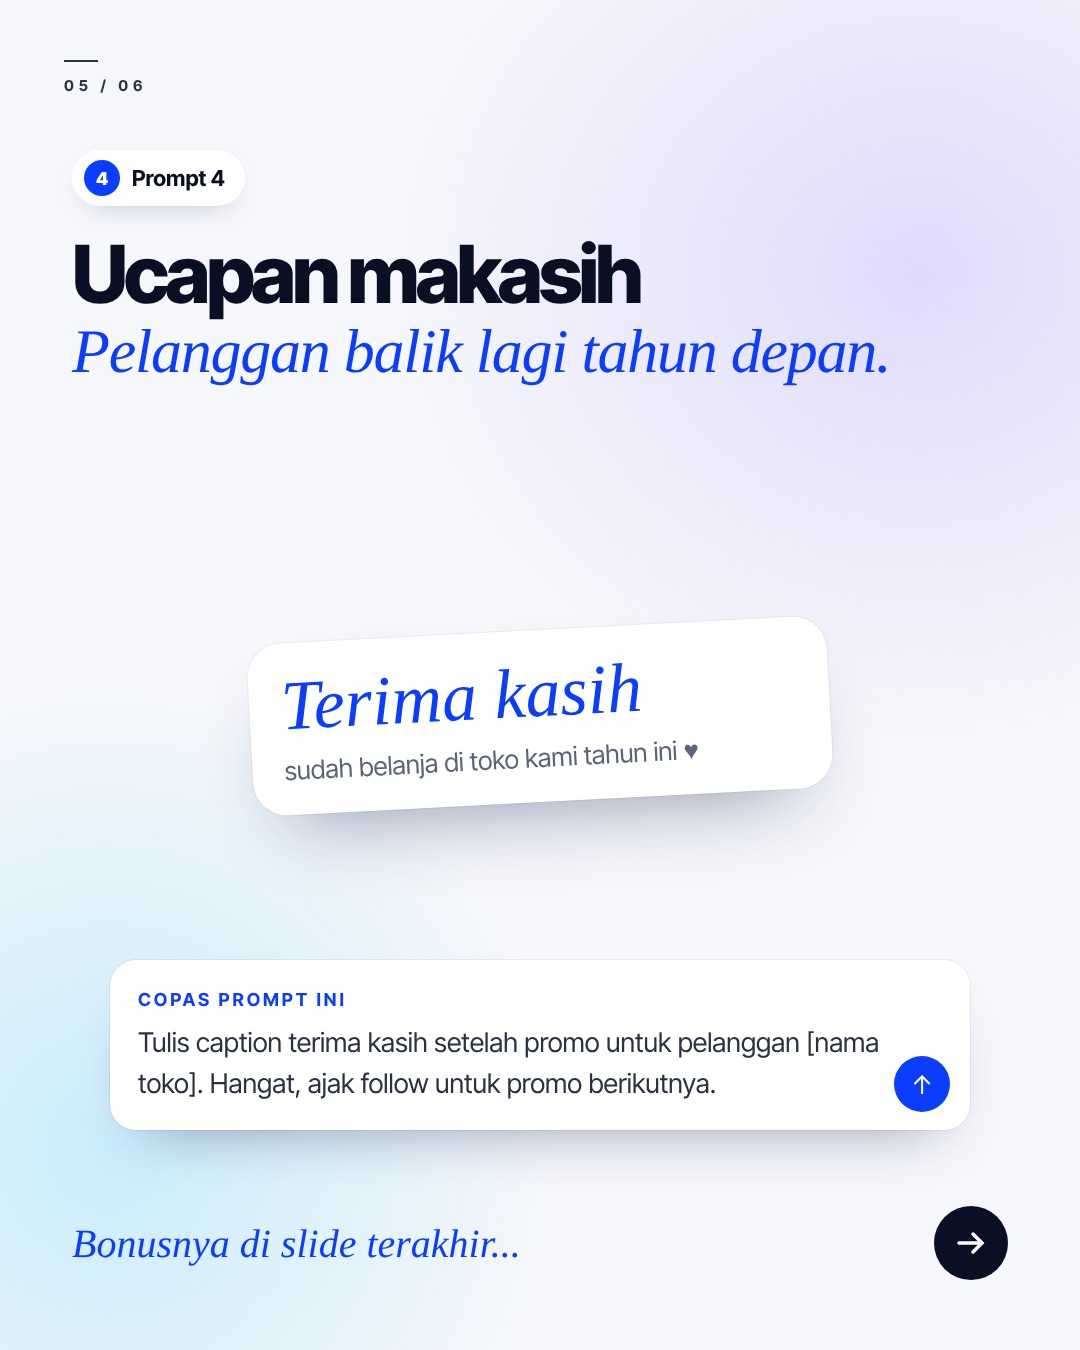 05 / 06
4 Prompt 4
Ucapan makasih
Pelanggan balik lagi tahun depan.
Terima kasih
sudah belanja di toko kami tahun ini ♥
COPAS PROMPT INI
Tulis caption terima kasih setelah promo untuk pelanggan [nama
toko]. Hangat, ajak follow untuk promo berikutnya.
Bonusnya di slide terakhir...